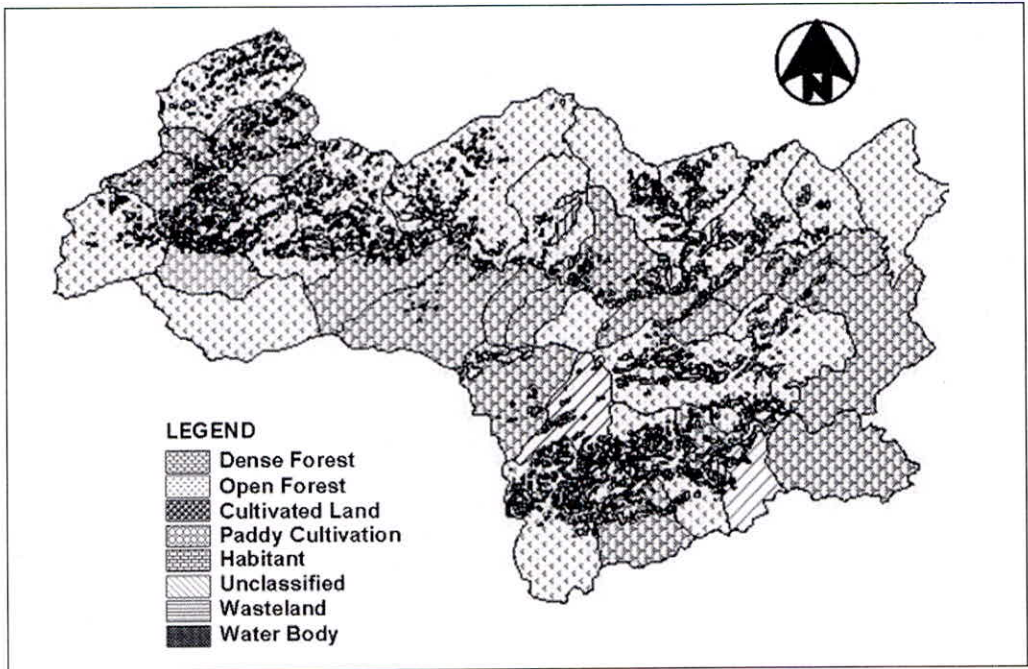 N
LEGEND
Dense Forest
Open Forest
Cultivated Land
Paddy Cultivation
Habitant
Unclassified
Wasteland
Water Body